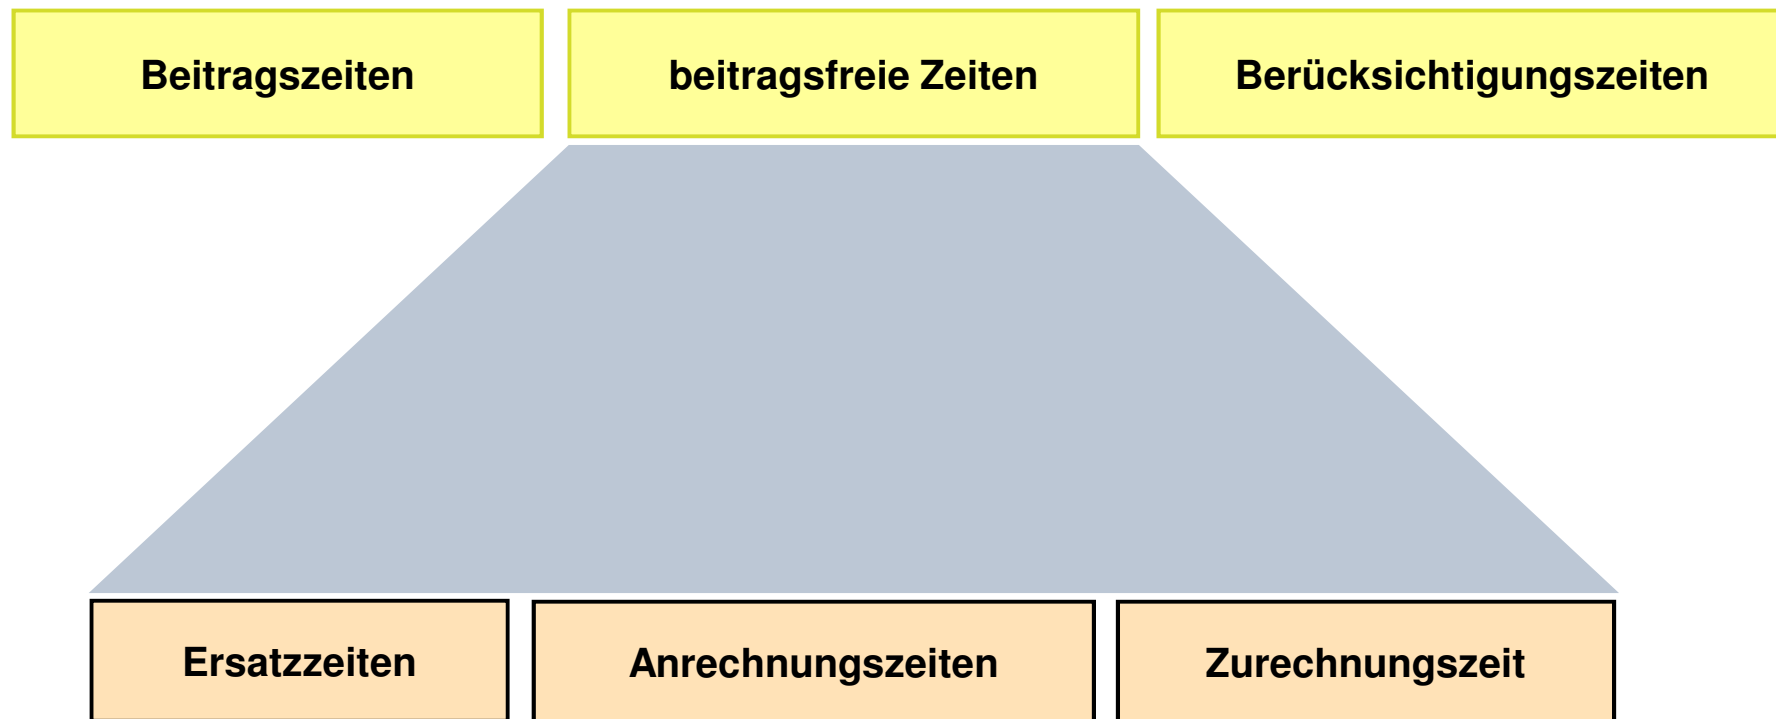 Beitragszeiten
beitragsfreie Zeiten
Berücksichtigungszeiten
Ersatzzeiten
Anrechnungszeiten
Zurechnungszeit